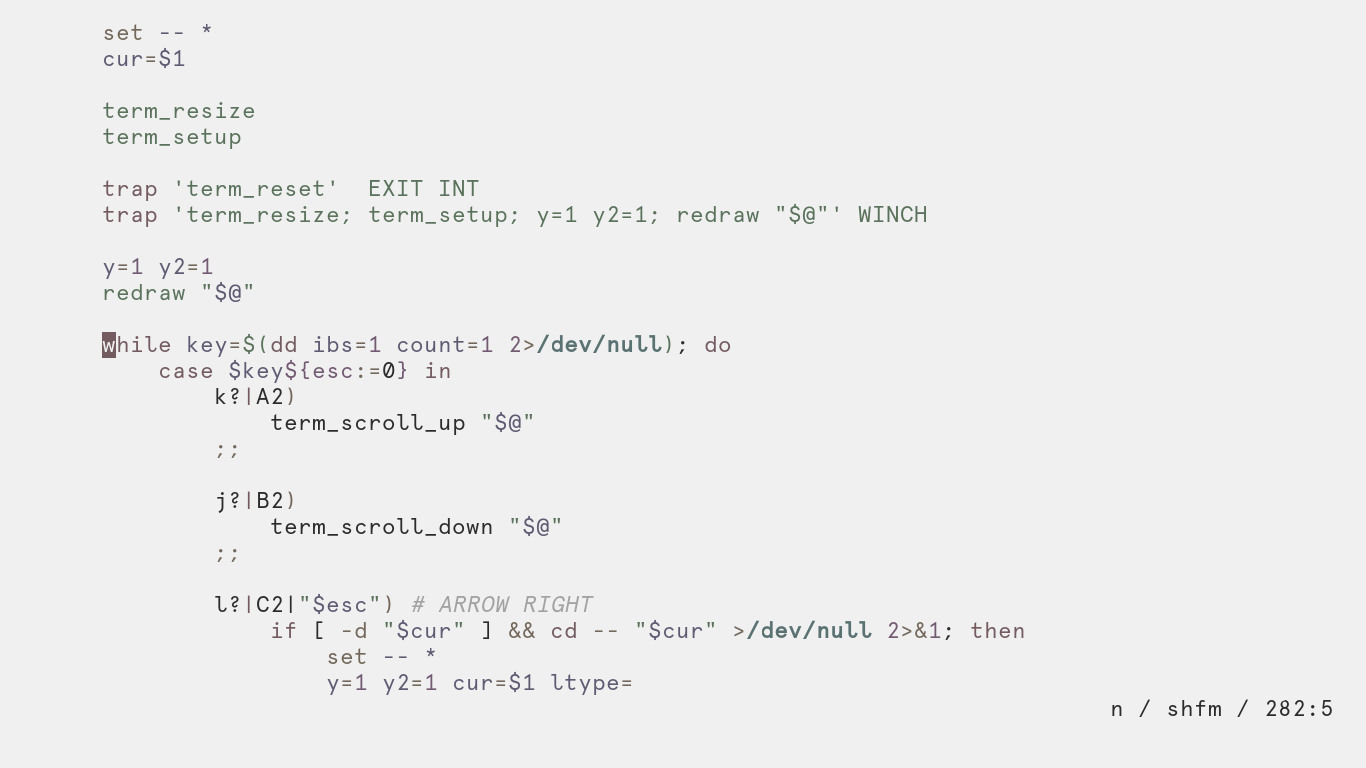 set -- *
cur=$1
term_resize
term_setup
trap 'term_reset'  EXIT INT
trap 'term_resize; term_setup; y=1 y2=1; redraw "$@"' WINCH
y=1 y2=1
redraw "$@"
while key=$(dd ibs=1 count=1 2>/dev/null); do
    case $key${esc:=0} in
        k?|A2)
            term_scroll_up "$@"
        ;;
        j?|B2)
            term_scroll_down "$@"
        ;;
        l?|C2|"$esc") # ARROW RIGHT
            if [ -d "$cur" ] && cd -- "$cur" >/dev/null 2>&1; then
                set -- *
                y=1 y2=1 cur=$1 ltype=
n / shfm / 282:5